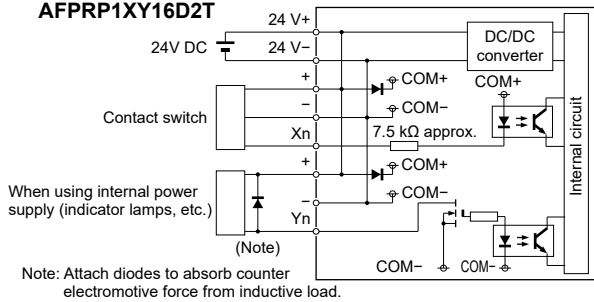 AFPRP1XY16D2T
24 V+
24V DC
24 V−
DC/DC
converter
+
COM+
COM+
−
COM−
Contact switch
Xn
7.5 kΩ approx.
Internal circuit
+
COM+
When using internal power
supply (indicator lamps, etc.)
−
COM−
Yn
(Note)
COM−
COM−
Note: Attach diodes to absorb counter
electromotive force from inductive load.